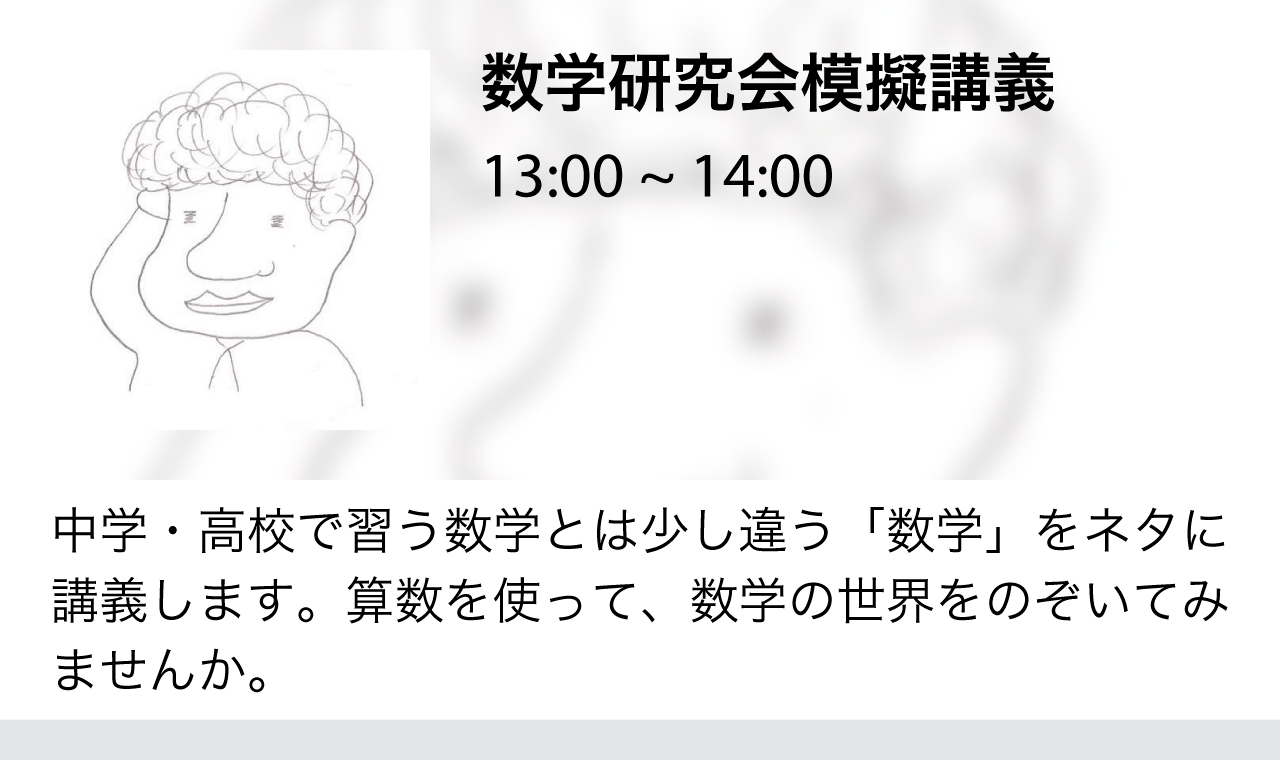 数学研究会模擬講義
13:00 ~ 14:00
中学・高校で習う数学とは少し違う「数学」をネタに
講義します。算数を使って、数学の世界をのぞいてみ
ませんか。